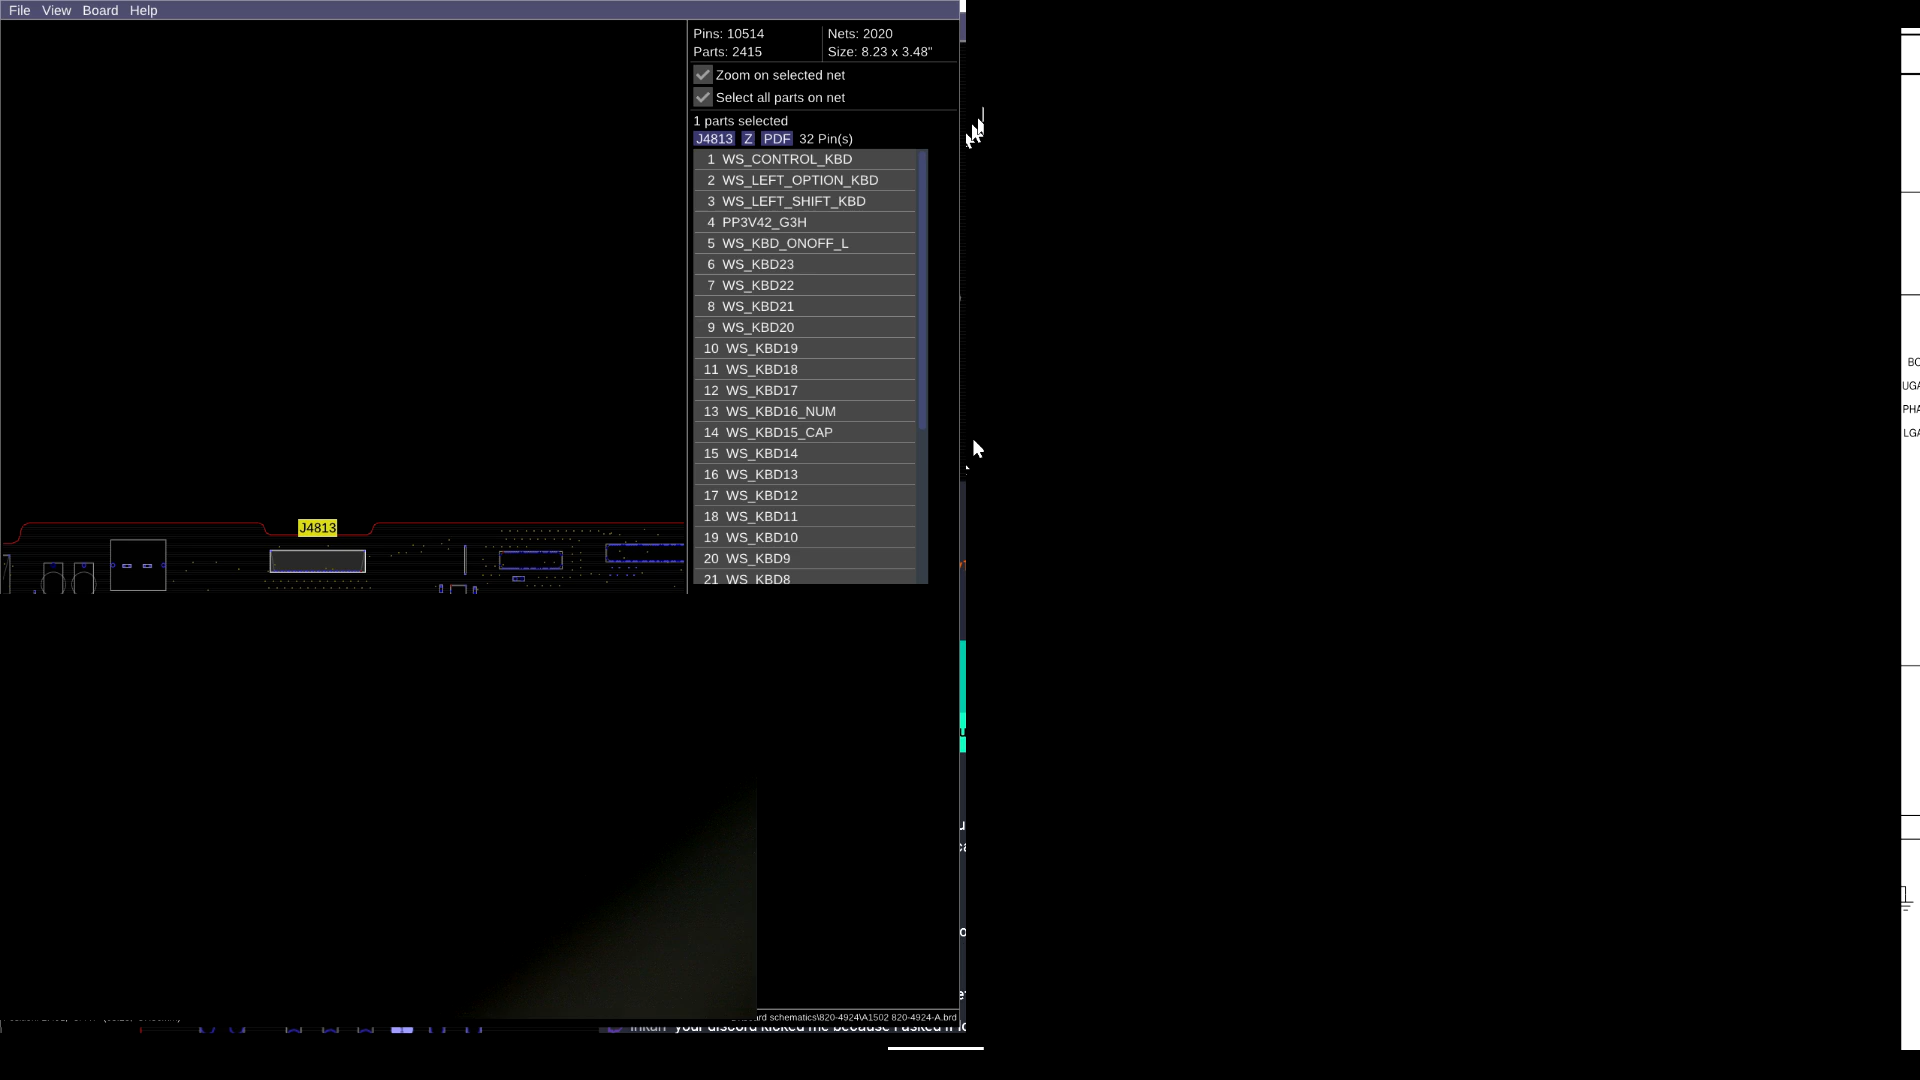 File View Board Help
Pins: 10514
Nets: 2020
Parts: 2415
Size: 8.23 x 3.48"
Zoom on selected net
Select all parts on net
1 parts selected
J4813 Z PDF 32 Pin(s)
1 WS_CONTROL_KBD
2 WS_LEFT_OPTION_KBD
3 WS_LEFT_SHIFT_KBD
4 PP3V42_G3H
5 WS_KBD_ONOFF_L
6 WS_KBD23
7 WS_KBD22
8 WS_KBD21
9 WS_KBD20
10 WS_KBD19
11 WS_KBD18
12 WS_KBD17
13 WS_KBD16_NUM
14 WS_KBD15_CAP
15 WS_KBD14
16 WS_KBD13
17 WS_KBD12
18 WS_KBD11
19 WS_KBD10
20 WS_KBD9
21 WS_KBD8
J4813
BC
UGA
PHA
LGA
schematics\820-4924\A1502 820-4924-A.brd
your discord kicked me because I asked